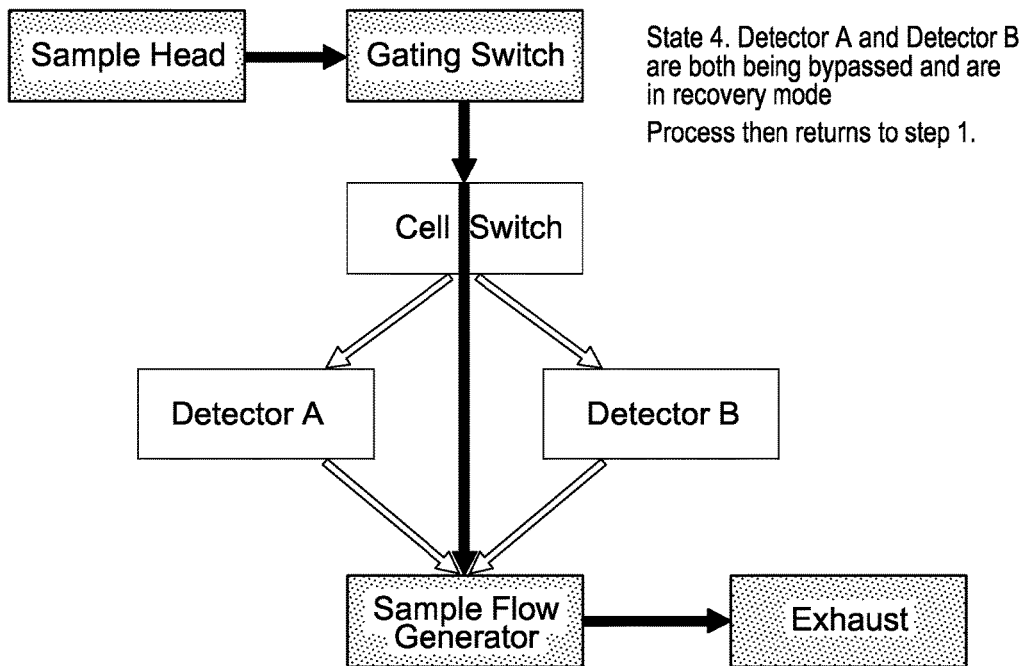 Sample Head
Gating Switch
State 4. Detector A and Detector B
are both being bypassed and are
in recovery mode
Process then returns to step 1.
Cell Switch
Detector A
Detector B
Sample Flow
Generator
Exhaust